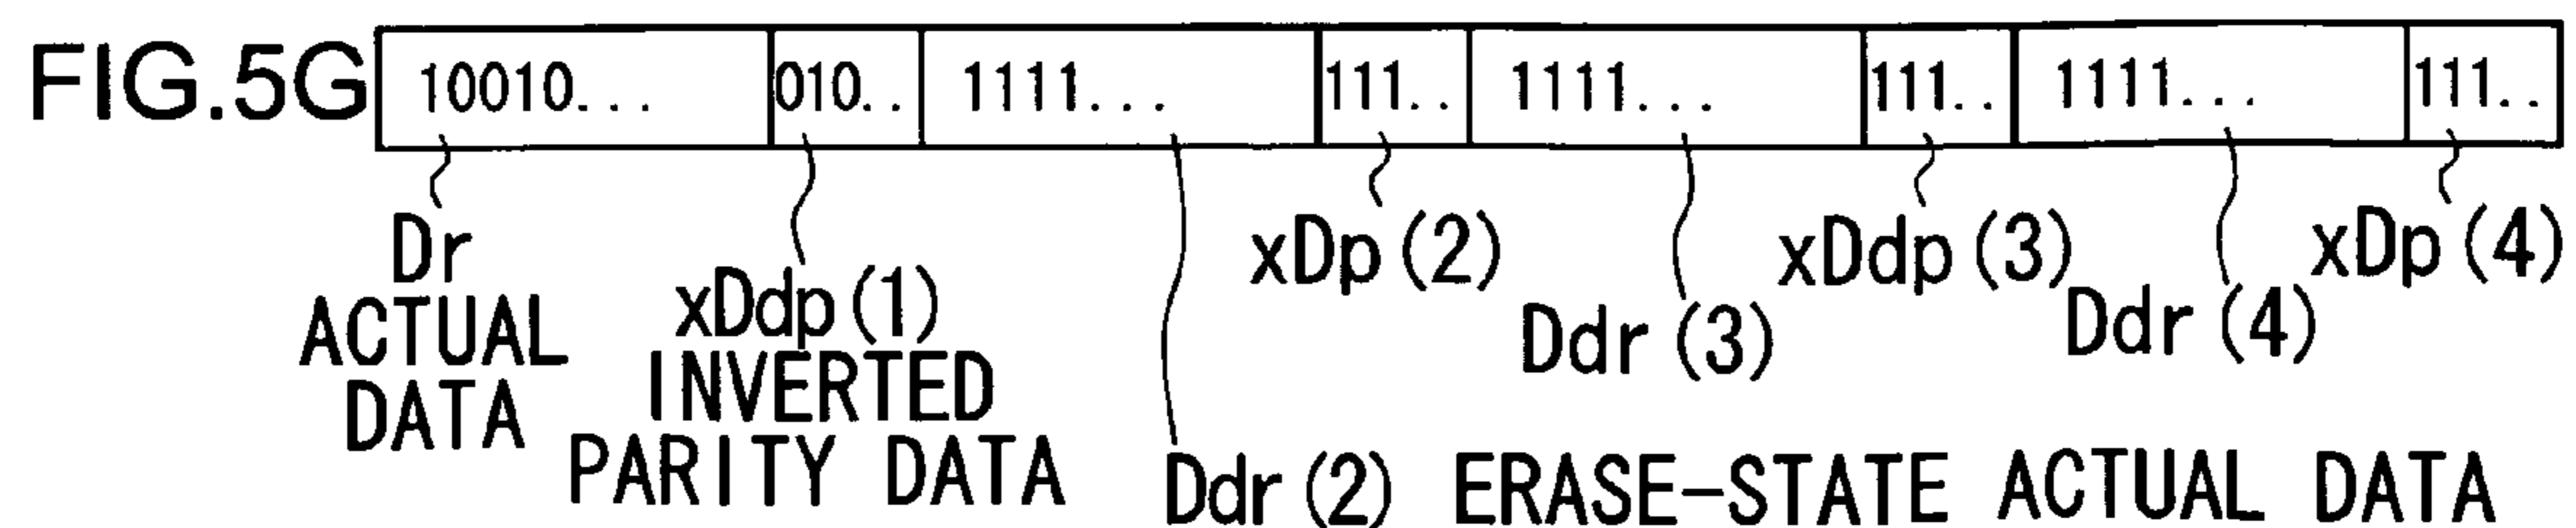 FIG.5G 10010... 010.. 1111... 111.. 1111... 111.. 1111... 111..
Dr
ACTUAL
DATA
xDdp(1)
INVERTED
PARITY DATA
xDp(2)
xDdp(3)
xDp(4)
Ddr(3)
Ddr(4)
Ddr(2) ERASE-STATE ACTUAL DATA